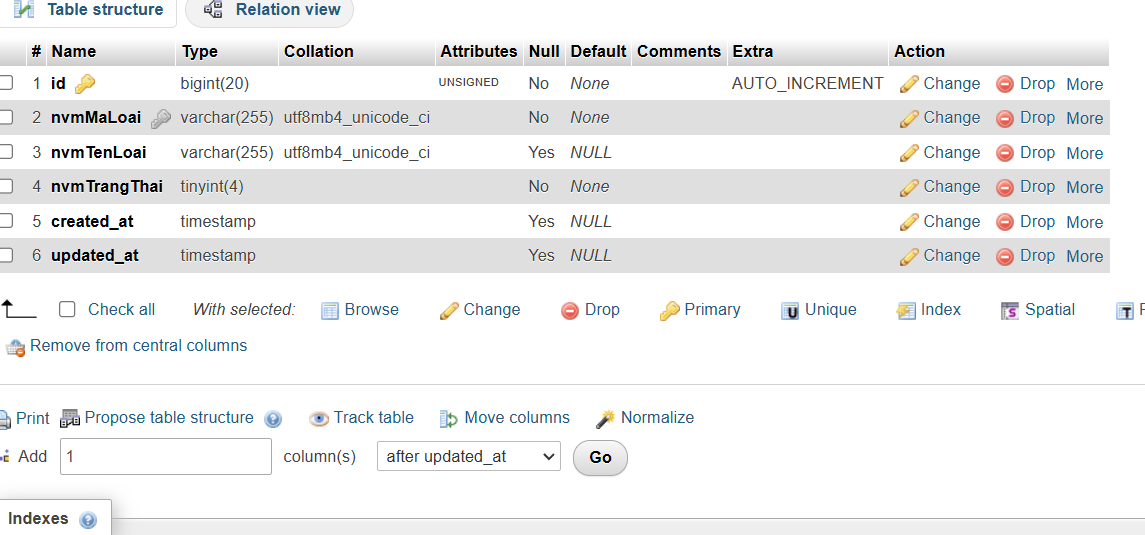 Table structure Relation view
# Name Type Collation Attributes Null Default Comments Extra Action
1 id bigint(20) UNSIGNED No None AUTO_INCREMENT Change Drop More
2 nvmMaLoai varchar(255) utf8mb4_unicode_ci No None Change Drop More
3 nvmTenLoai varchar(255) utf8mb4_unicode_ci Yes NULL Change Drop More
4 nvmTrangThai tinyint(4) No None Change Drop More
5 created_at timestamp Yes NULL Change Drop More
6 updated_at timestamp Yes NULL Change Drop More
Check all With selected: Browse Change Drop Primary Unique Index Spatial
Remove from central columns
Print Propose table structure Track table Move columns Normalize
Add 1 column(s) after updated_at Go
Indexes